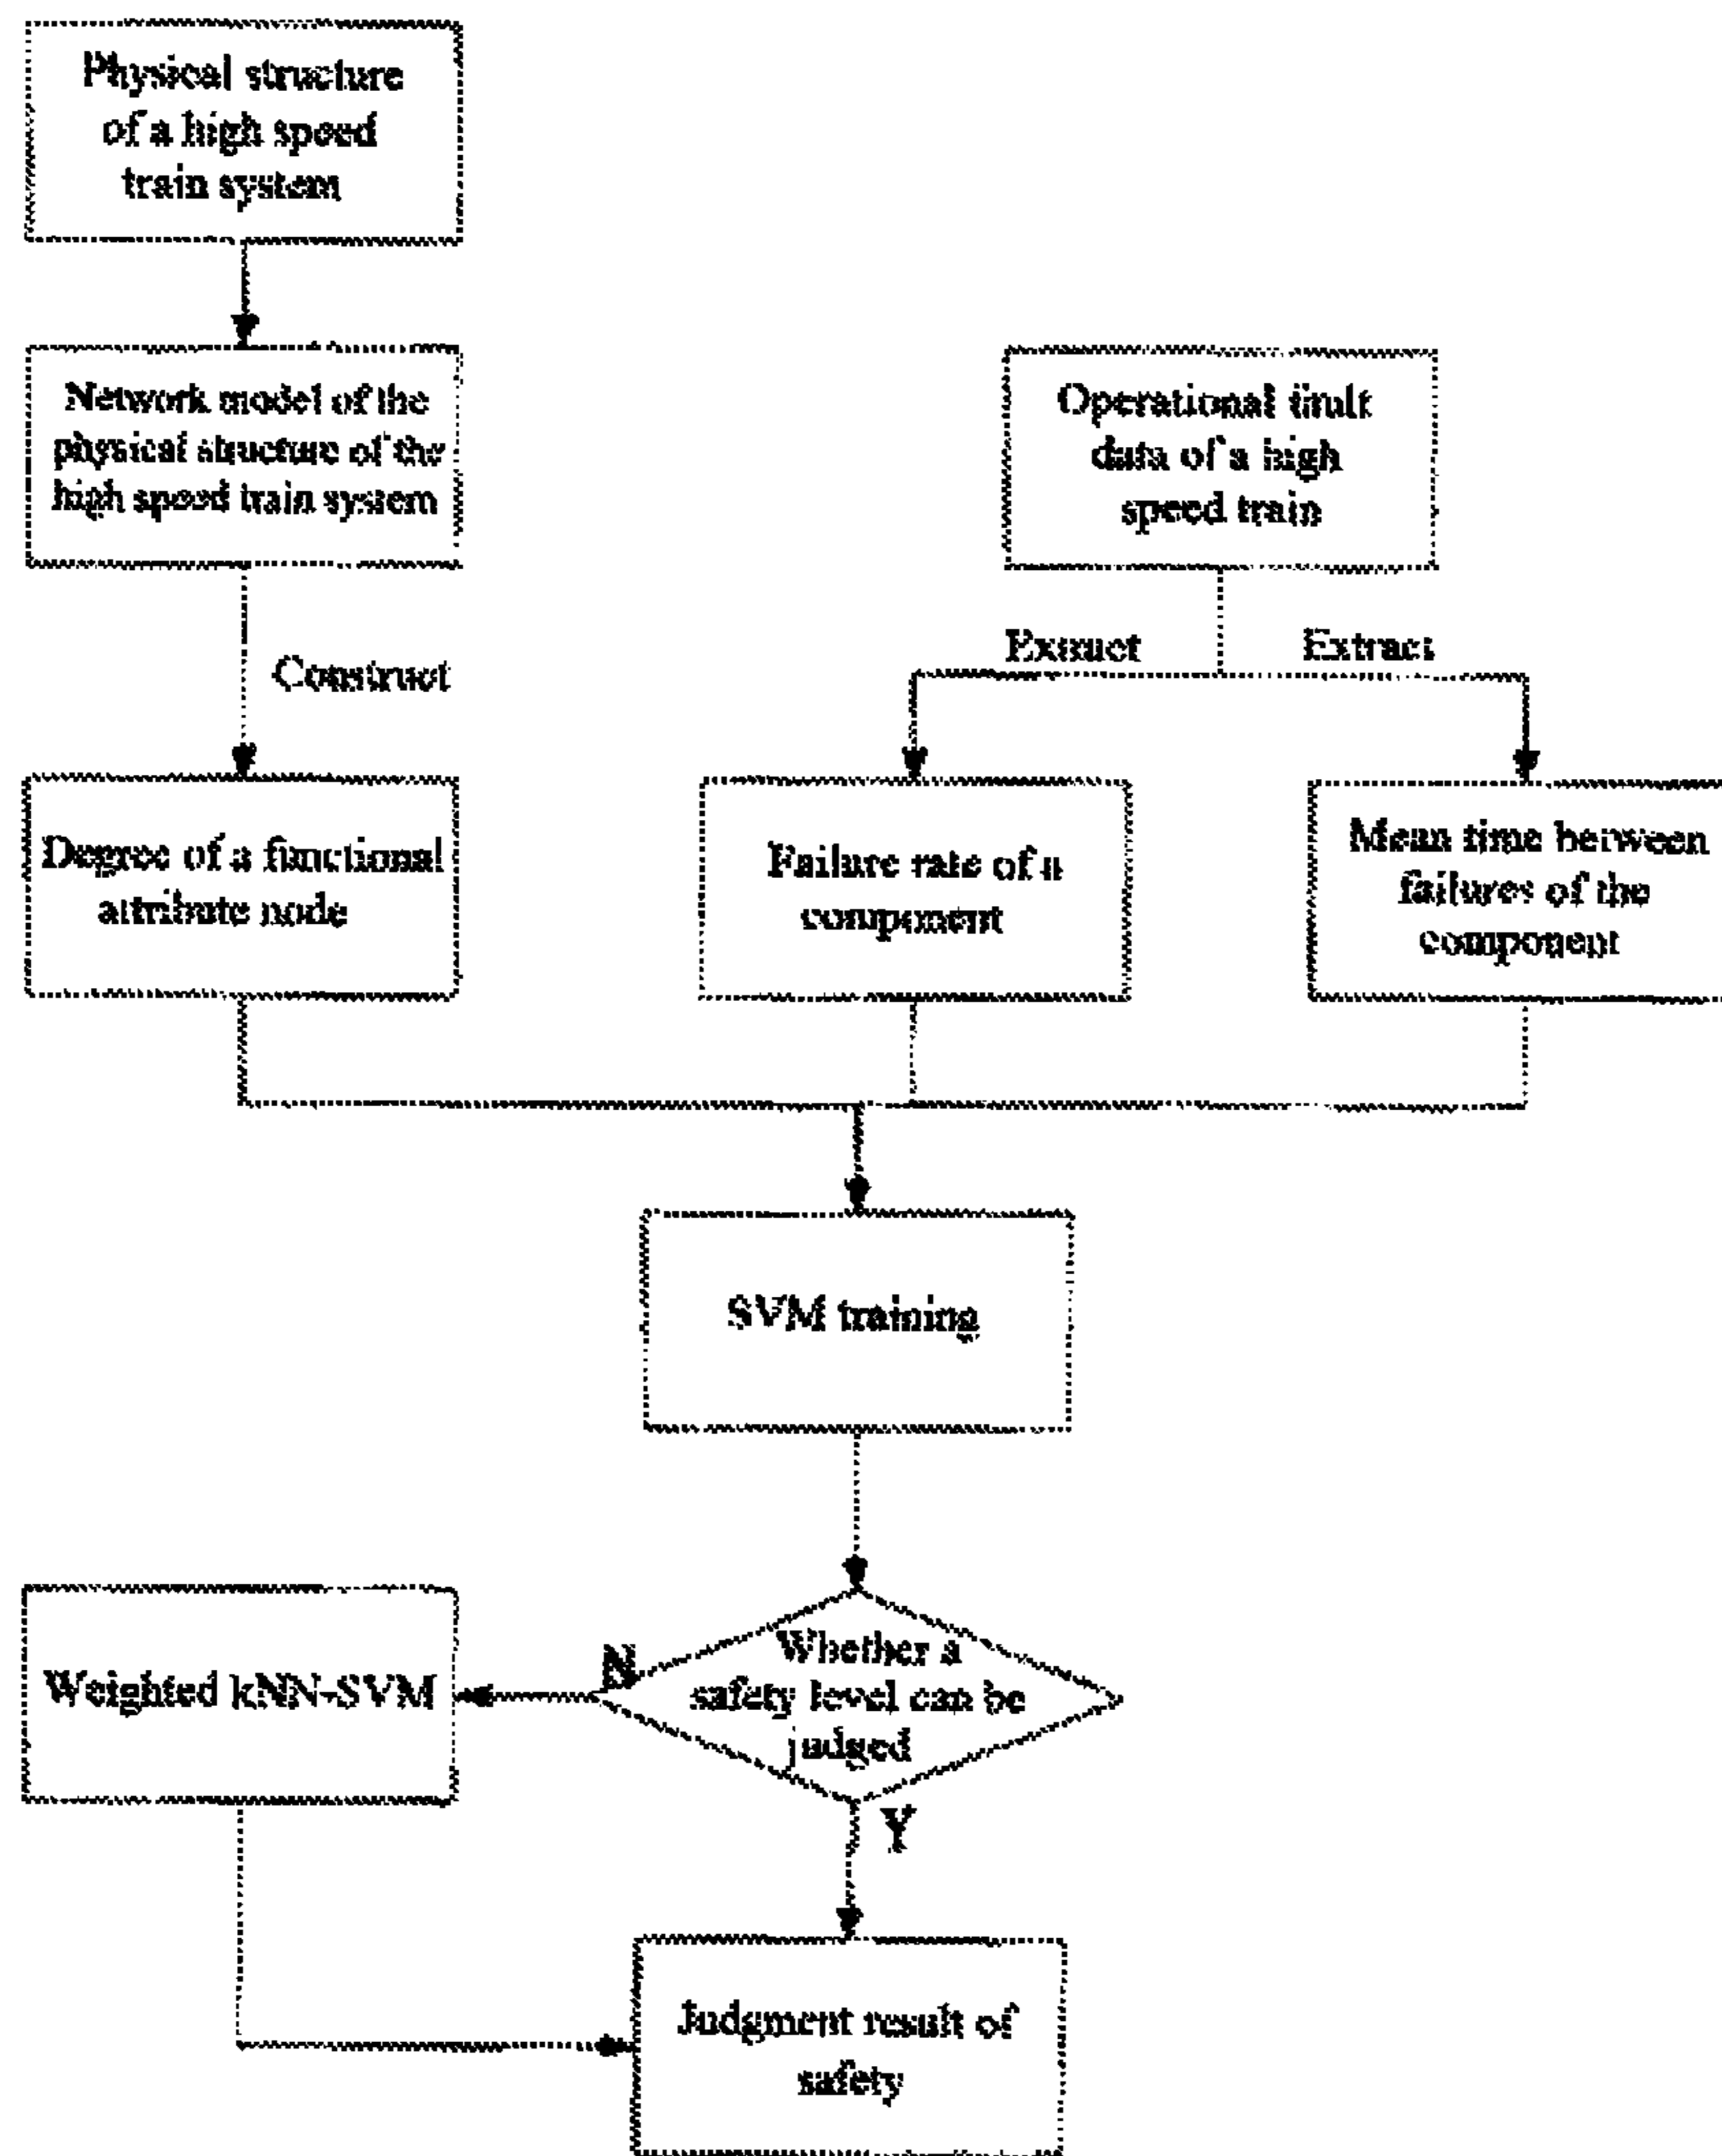 Physical structure
of a high speed
train system
Network model of the
physical structure of the
high speed train system
Operational fault
data of a high
speed train
Construct
Extract
Extract
Degree of a functional
attribute node
Failure rate of a
component
Mean time between
failures of the
component
SVM training
Whether a
safety level can be
judged
N
Weighted kNN-SVM
Y
Judgment result of
safety